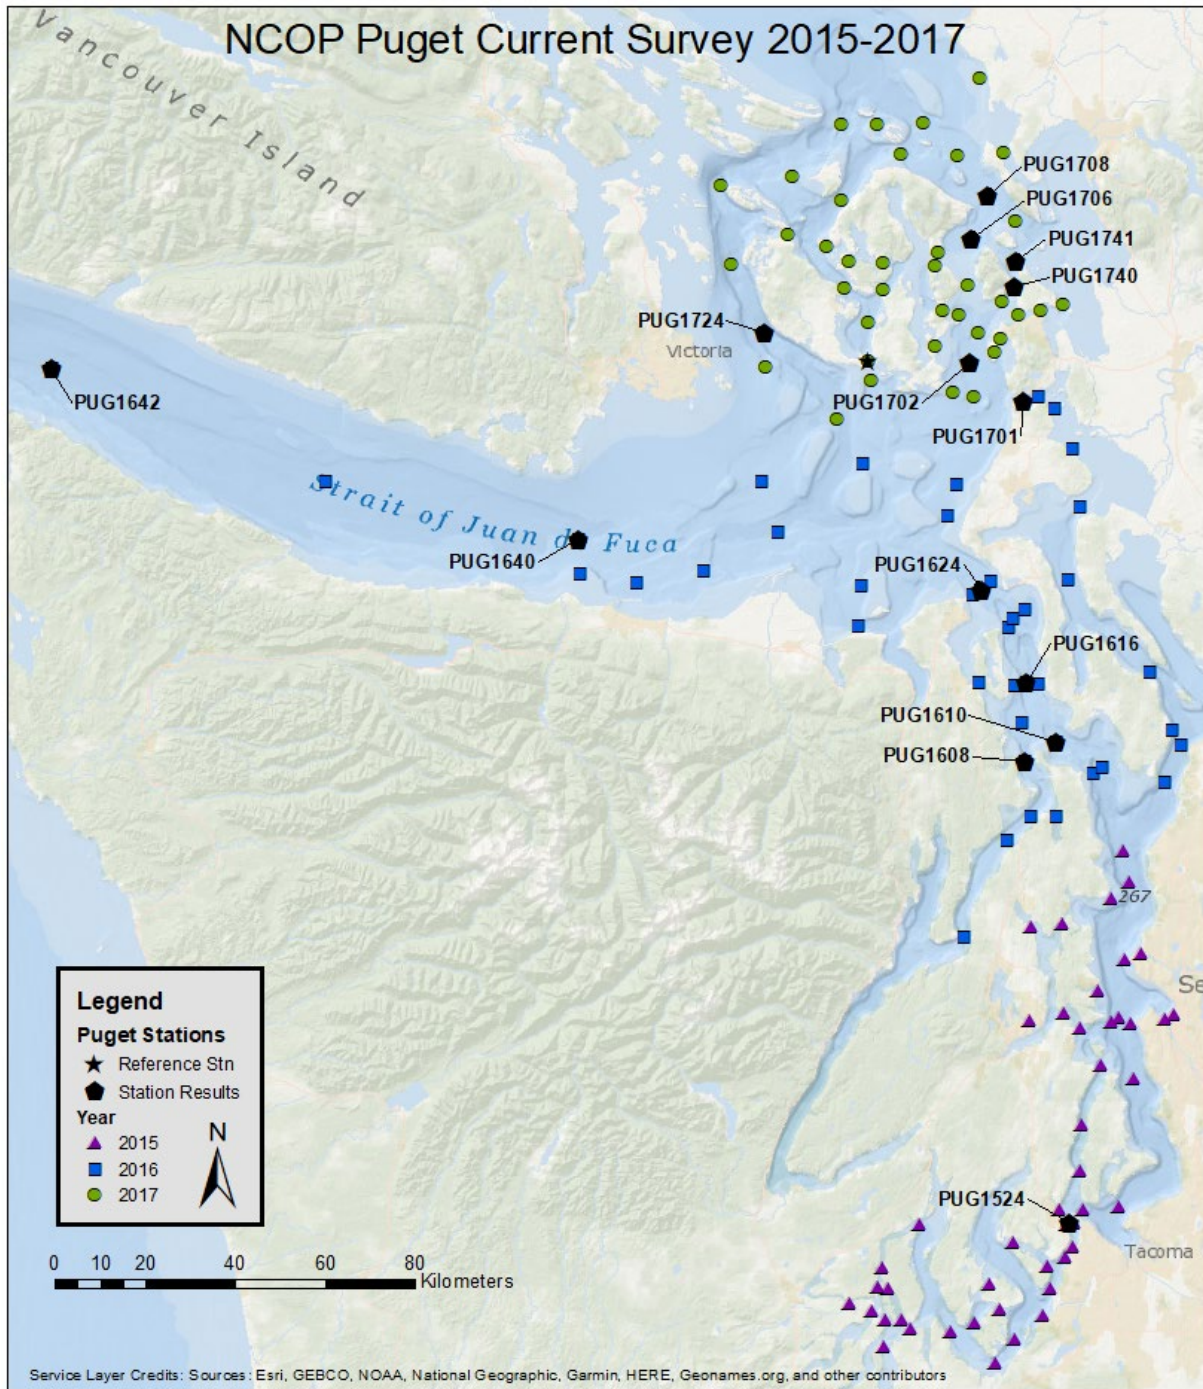 NCOP Puget Current Survey 2015-2017
Vancouver Island
PUG1708
PUG1706
PUG1741
PUG1740
PUG1724
Victoria
PUG1642
PUG1702
PUG1701
Strait of Juan de Fuca
PUG1640
PUG1624
PUG1616
PUG1610
PUG1608
267
Se
Legend
Puget Stations
Reference Stn
Station Results
Year
2015
2016
2017
N
PUG1524
Tacoma
0 10 20 40 60 80
Kilometers
Service Layer Credits: Sources: Esri, GEBCO, NOAA, National Geographic, Garmin, HERE, Geonames.org, and other contributors